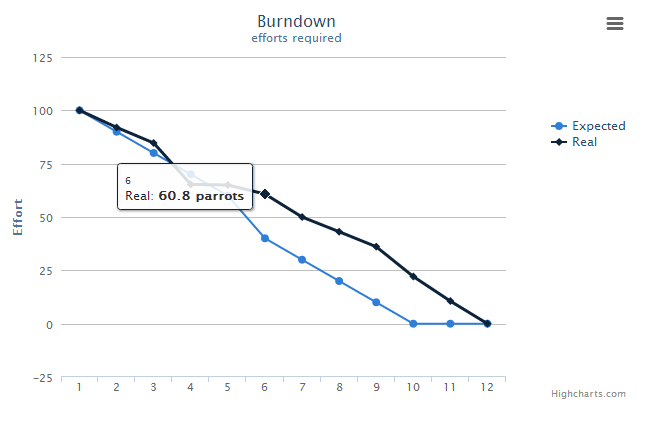 Burndown
efforts required
125
100
75
50
25
0
−25
Effort
6
Real: 60.8 parrots
1 2 3 4 5 6 7 8 9 10 11 12
Expected
Real
Highcharts.com